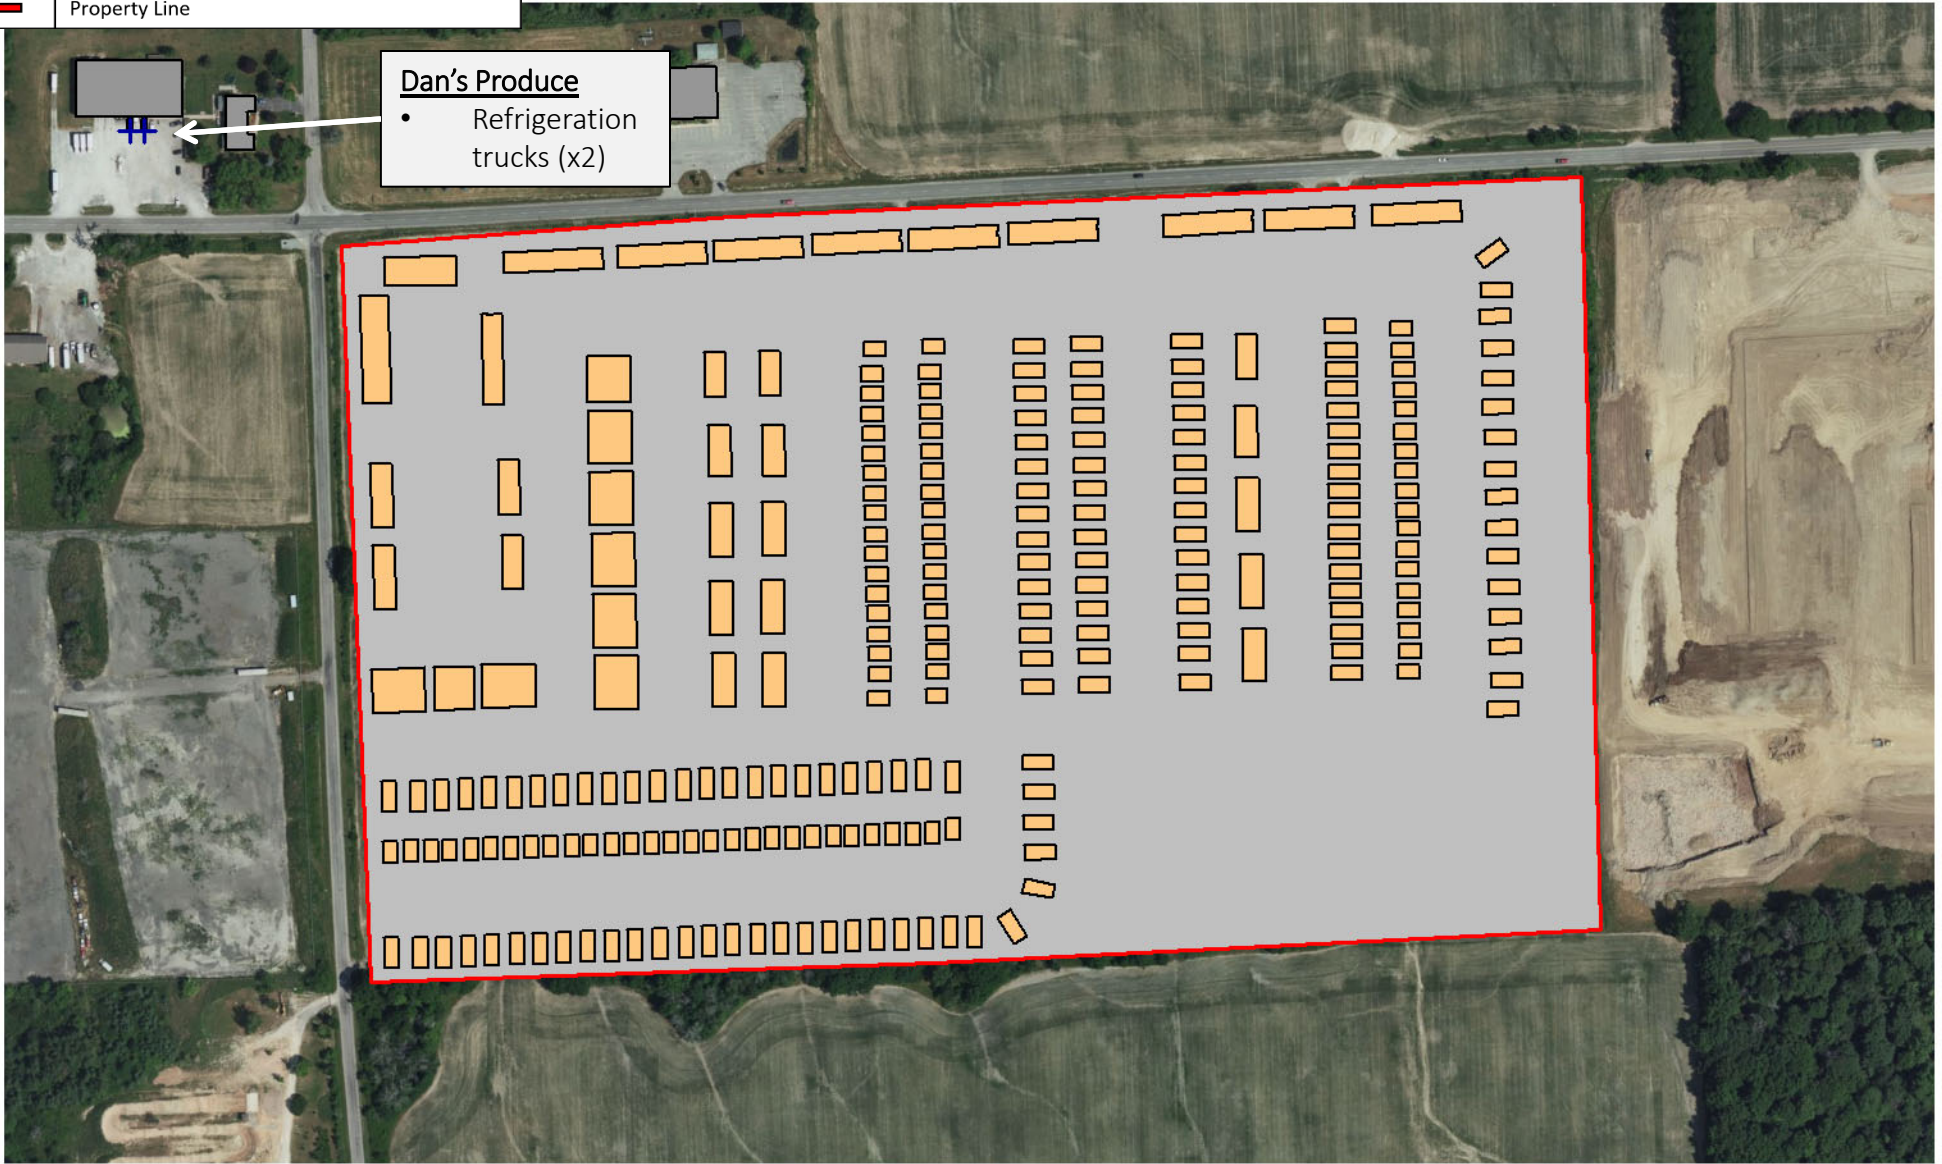 Property Line
Dan's Produce
• Refrigeration
trucks (x2)